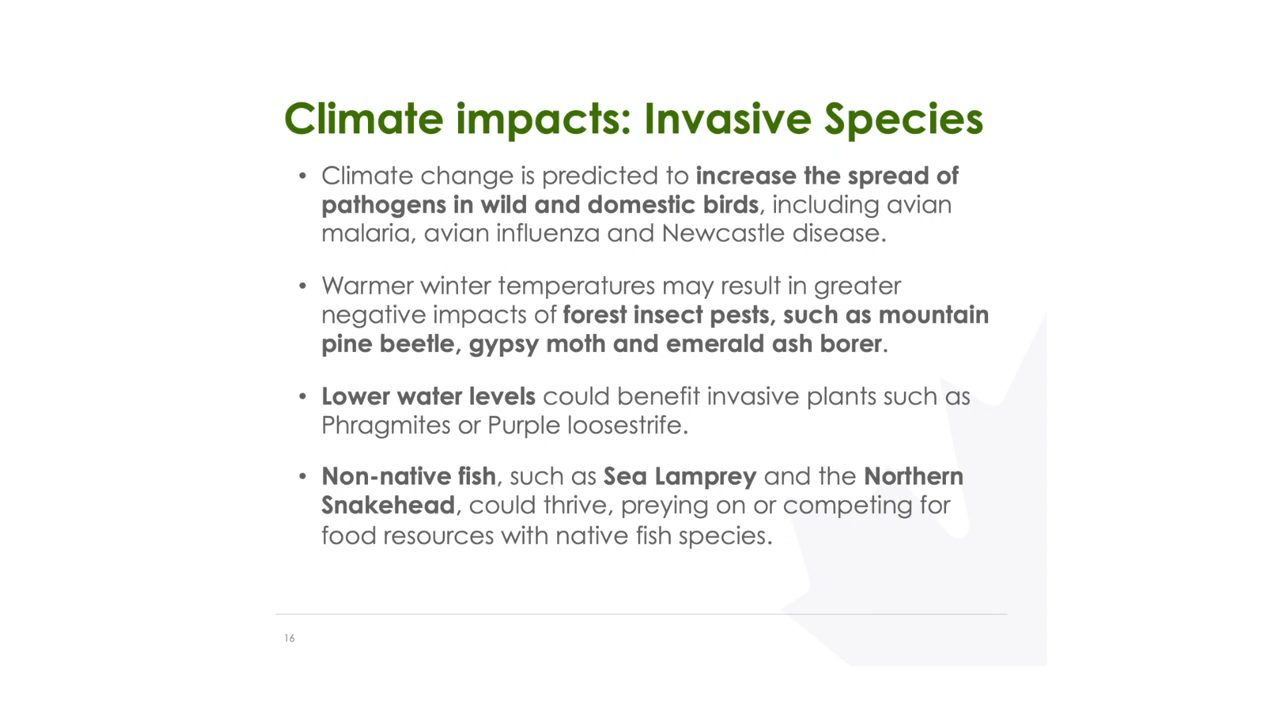 Climate impacts: Invasive Species
• Climate change is predicted to increase the spread of
pathogens in wild and domestic birds, including avian
malaria, avian influenza and Newcastle disease.
• Warmer winter temperatures may result in greater
negative impacts of forest insect pests, such as mountain
pine beetle, gypsy moth and emerald ash borer.
• Lower water levels could benefit invasive plants such as
Phragmites or Purple loosestrife.
• Non-native fish, such as Sea Lamprey and the Northern
Snakehead, could thrive, preying on or competing for
food resources with native fish species.
16